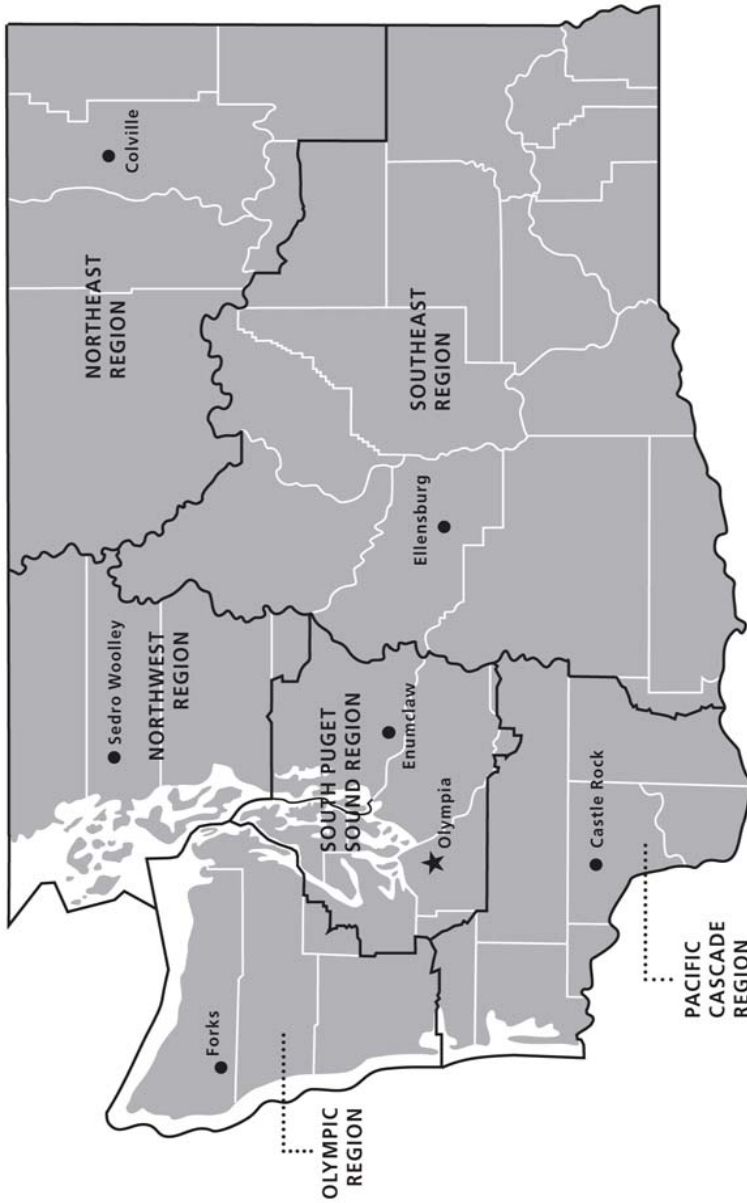 NORTHEAST
REGION
Colville
Sedro Woolley
NORTHWEST
REGION
SOUTH PUGET
SOUND REGION
Enumclaw
Olympia
Forks
OLYMPIC
REGION
SOUTHEAST
REGION
Ellensburg
Castle Rock
PACIFIC
CASCADE
REGION